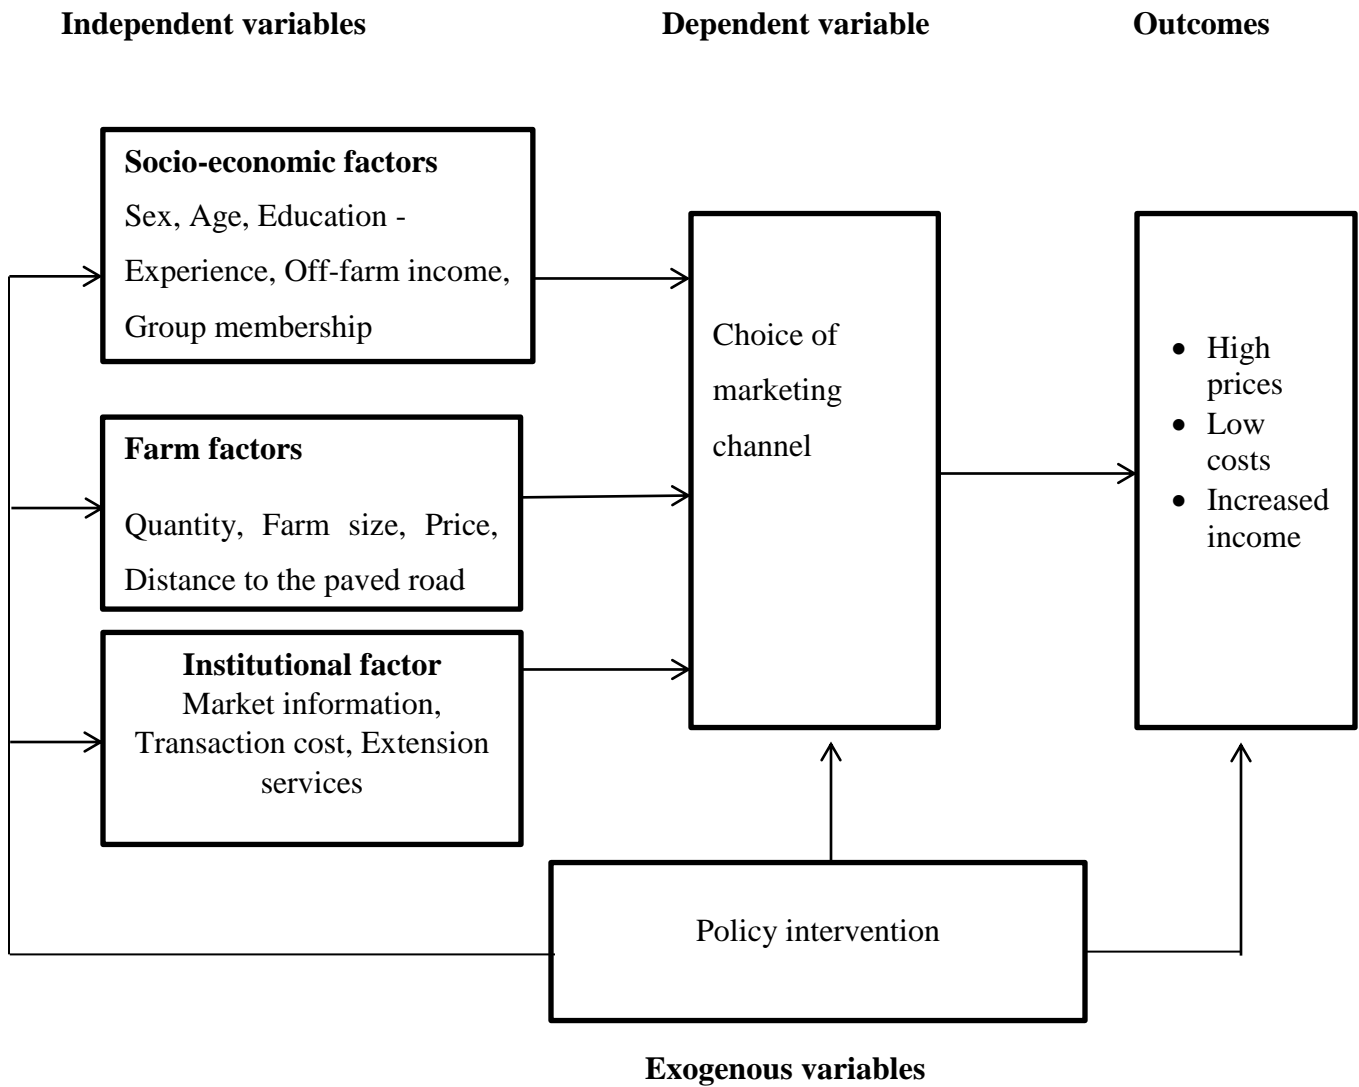 Independent variables
Dependent variable
Outcomes
Socio-economic factors
Sex, Age, Education -
Experience, Off-farm income,
Group membership
Farm factors
Quantity, Farm size, Price,
Distance to the paved road
Institutional factor
Market information,
Transaction cost, Extension
services
Choice of
marketing
channel
• High
prices
• Low
costs
• Increased
income
Policy intervention
Exogenous variables